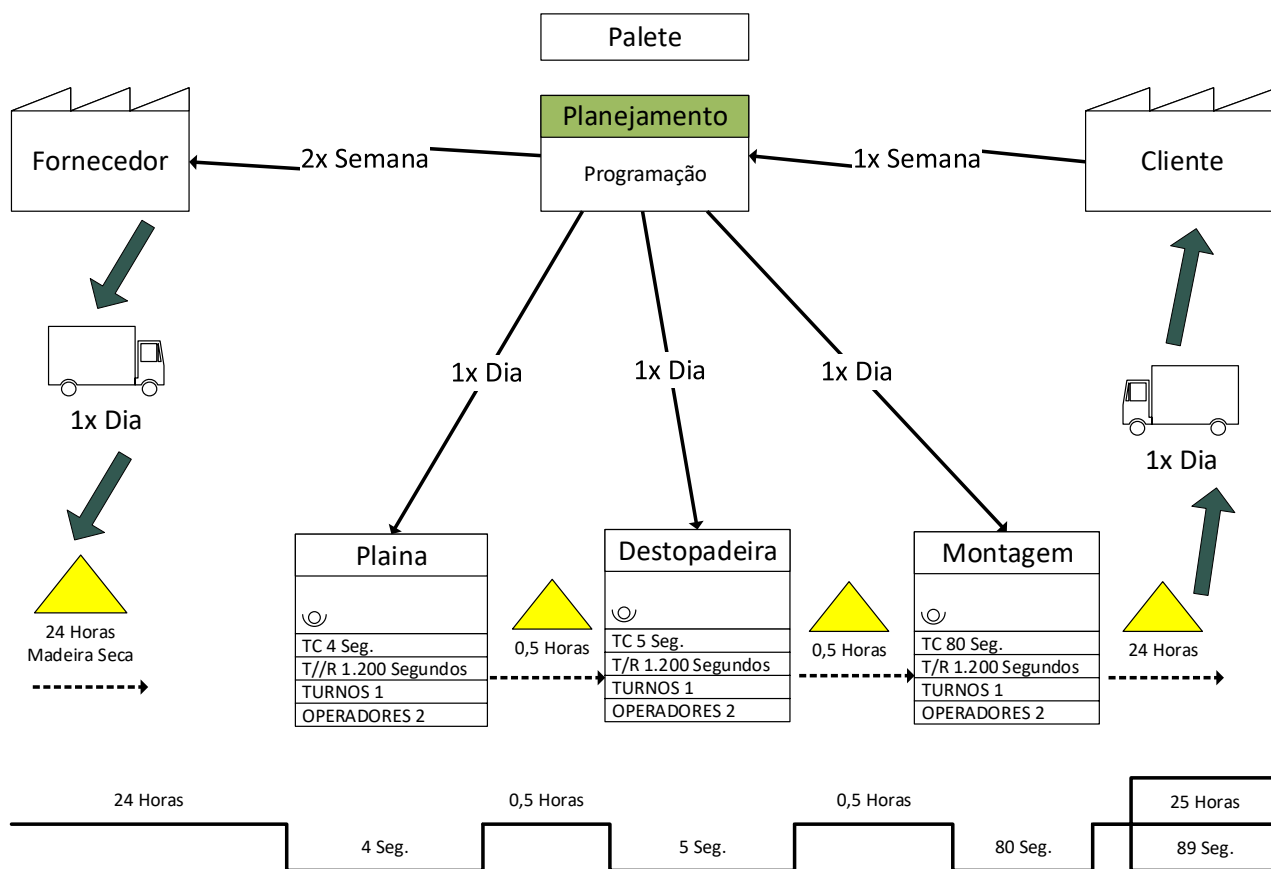 Palete
Planejamento
Programação
Fornecedor
2x Semana
1x Semana
Cliente
1x Dia
1x Dia
1x Dia
1x Dia
1x Dia
24 Horas
Madeira Seca
Plaina
TC 4 Seg.
T//R 1.200 Segundos
TURNOS 1
OPERADORES 2
0,5 Horas
Destopadeira
TC 5 Seg.
T/R 1.200 Segundos
TURNOS 1
OPERADORES 2
0,5 Horas
Montagem
TC 80 Seg.
T/R 1.200 Segundos
TURNOS 1
OPERADORES 2
24 Horas
24 Horas
0,5 Horas
0,5 Horas
25 Horas
4 Seg.
5 Seg.
80 Seg.
89 Seg.